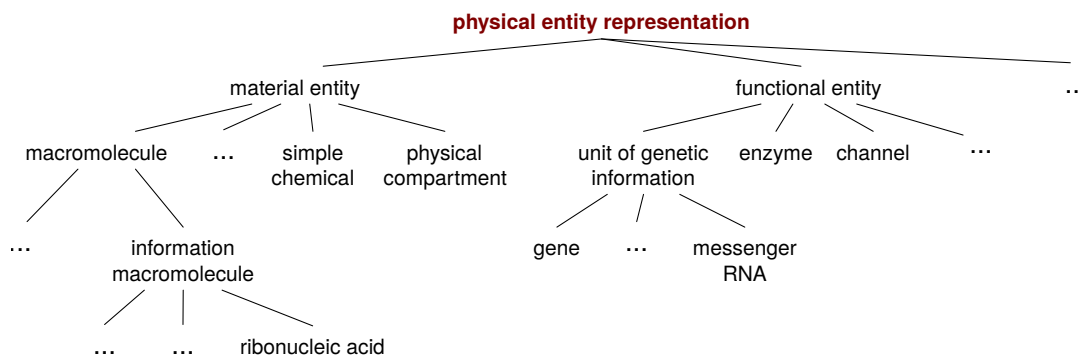 physical entity representation
material entity
functional entity
...
macromolecule
...
simple
chemical
physical
compartment
unit of genetic
information
enzyme
channel
...
...
information
macromolecule
gene
...
messenger
RNA
...
...
ribonucleic acid